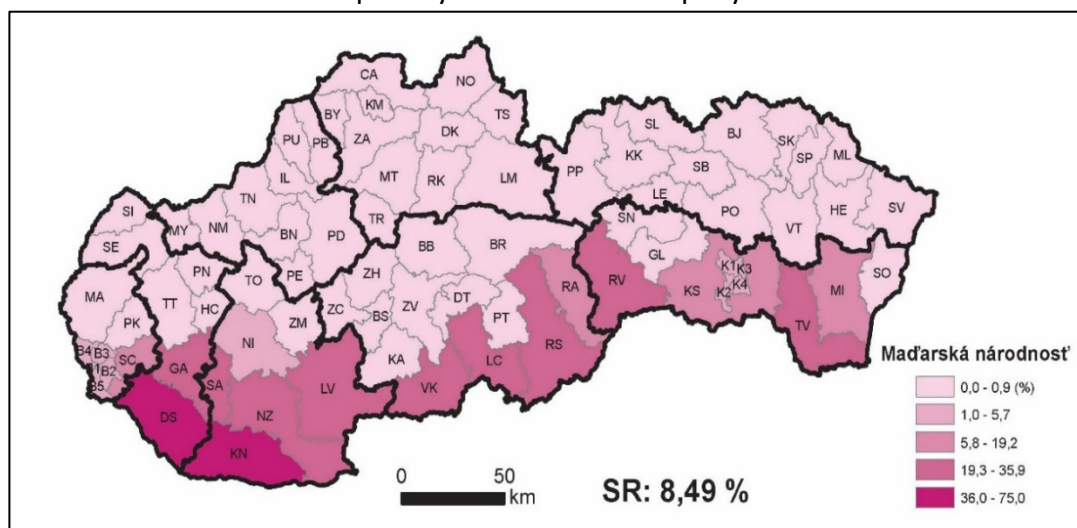 CA
NO
BY
KM
TS
PU
PB
ZA
DK
IL
MT
RK
LM
TN
TR
SI
MY
NM
BN
PD
SE
PE
PP
SL
BJ
KK
SK
SP
ML
SB
LE
PO
VT
HE
SV
SN
GL
BB
BR
MA
TT
PN
HC
TO
ZH
ZM
ZC
BS
ZV
DT
PT
RA
RV
KS
K1
K3
K4
K2
SO
MI
TV
PK
NI
KA
B4
B3
B1
B2
B5
SC
GA
SA
LV
VK
LC
RS
DS
NZ
KN
Maďarská národnosť
0,0 - 0,9 (%)
1,0 - 5,7
5,8 - 19,2
19,3 - 35,9
36,0 - 75,0
0 50
km
SR: 8,49 %